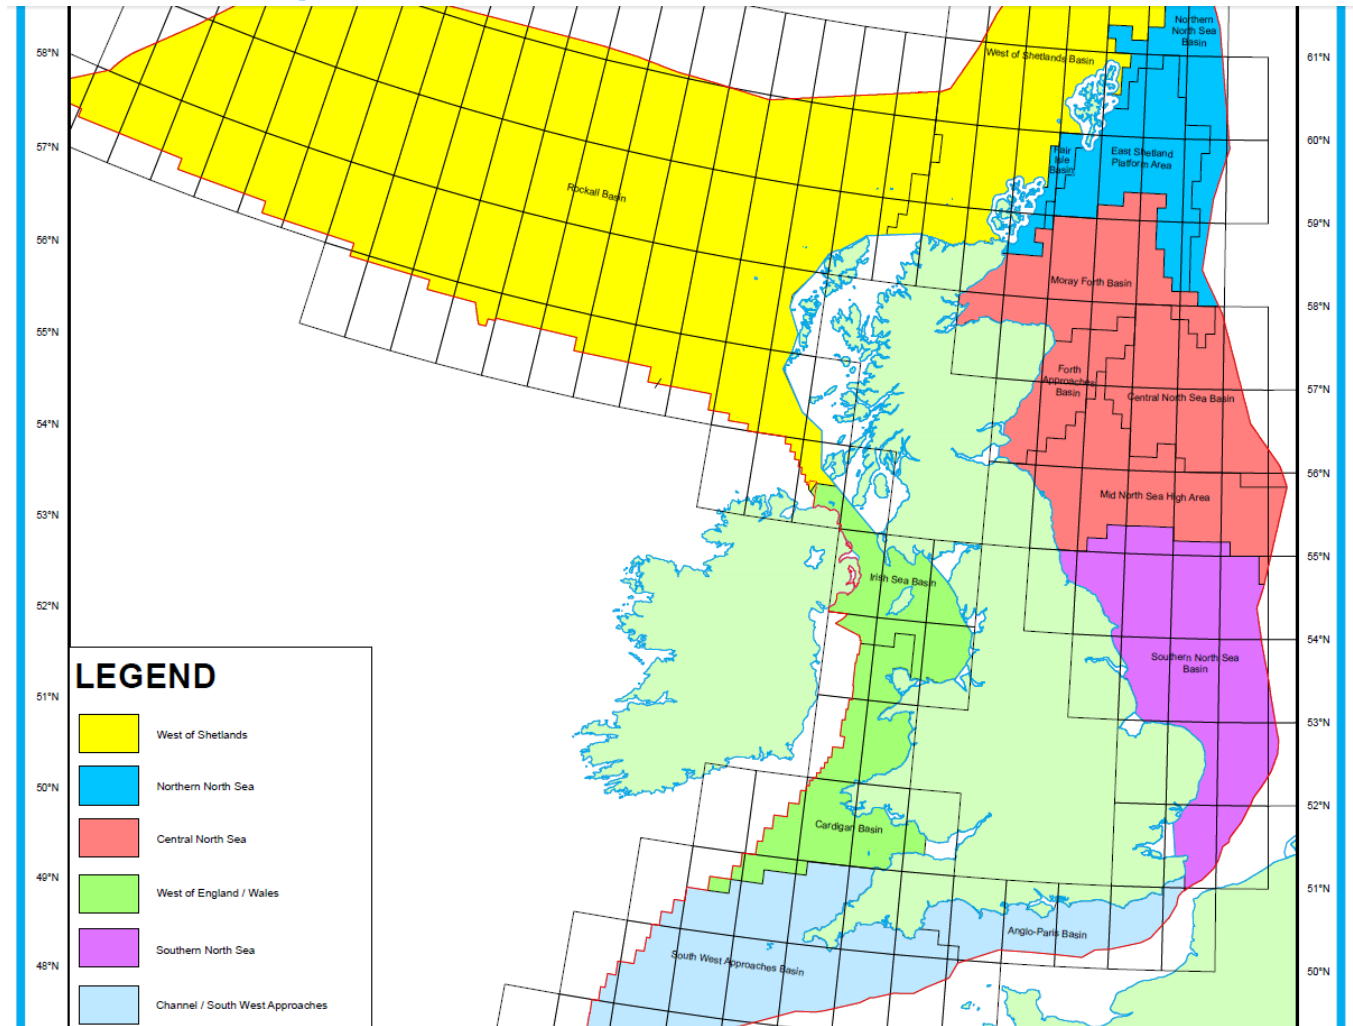 58°N
57°N
56°N
55°N
54°N
53°N
52°N
51°N
50°N
49°N
48°N
61°N
60°N
59°N
58°N
57°N
56°N
55°N
54°N
53°N
52°N
51°N
50°N
Northern
North Sea
Basin
West of Shetlands Basin
East Shetland
Platform Area
Fair
Isle
Basin
Rockall Basin
Moray Forth Basin
Forth
Approaches
Basin
Central North Sea Basin
Mid North Sea High Area
Irish Sea Basin
Southern North Sea
Basin
Cardigan Basin
Anglo-Paris Basin
South West Approaches Basin
LEGEND
West of Shetlands
Northern North Sea
Central North Sea
West of England / Wales
Southern North Sea
Channel / South West Approaches